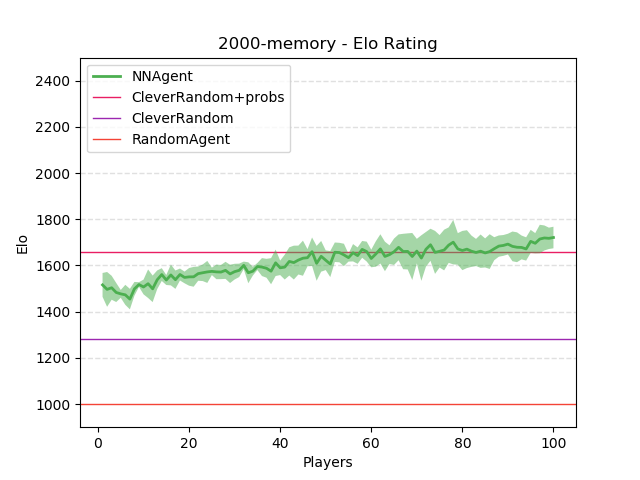 2000-memory - Elo Rating
NNAgent
CleverRandom+probs
CleverRandom
RandomAgent
2400
2200
2000
1800
1600
1400
1200
1000
Elo
0 20 40 60 80 100
Players